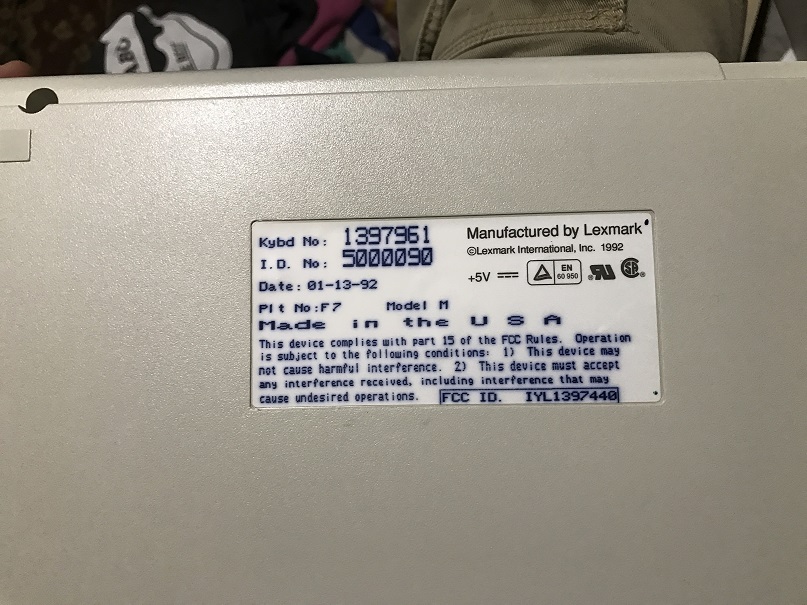 Kybd No: 1397961
I.D. No: 5000090
Date: 01-13-92
Plt No:F7 Model M
Made in the USA
Manufactured by Lexmark
©Lexmark International, Inc. 1992
+5V
EN
60 950
This device complies with part 15 of the FCC Rules. Operation
is subject to the following conditions: 1) This device may
not cause harmful interference. 2) This device must accept
any interference received, including interference that may
cause undesired operations. FCC ID. IYL1397440